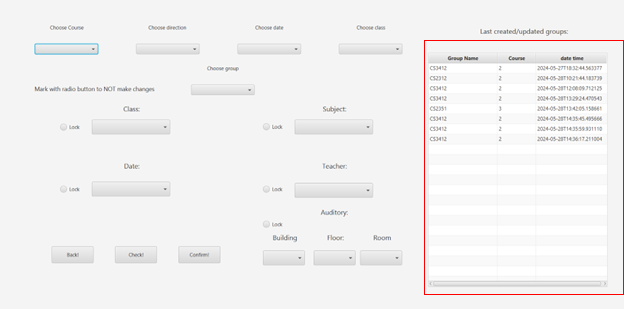 Choose Course Choose direction Choose date Choose class
Last created/updated groups:
Choose group
Mark with radio button to NOT make changes
Class: Subject:
Lock Lock
Date: Teacher:
Lock Lock
Auditory:
Lock
Building Floor: Room
Back! Check! Confirm!
Group Name Course date time
CS3412 2 2024-05-27T18:32:44.563377
CS2312 2 2024-05-28T10:21:44.183739
CS3412 2 2024-05-28T12:08:09.712125
CS3412 2 2024-05-28T13:29:24.470543
CS2351 3 2024-05-28T13:42:05.158661
CS3412 2 2024-05-28T14:35:45.495666
CS3412 2 2024-05-28T14:35:59.831110
CS3412 2 2024-05-28T14:36:17.211004